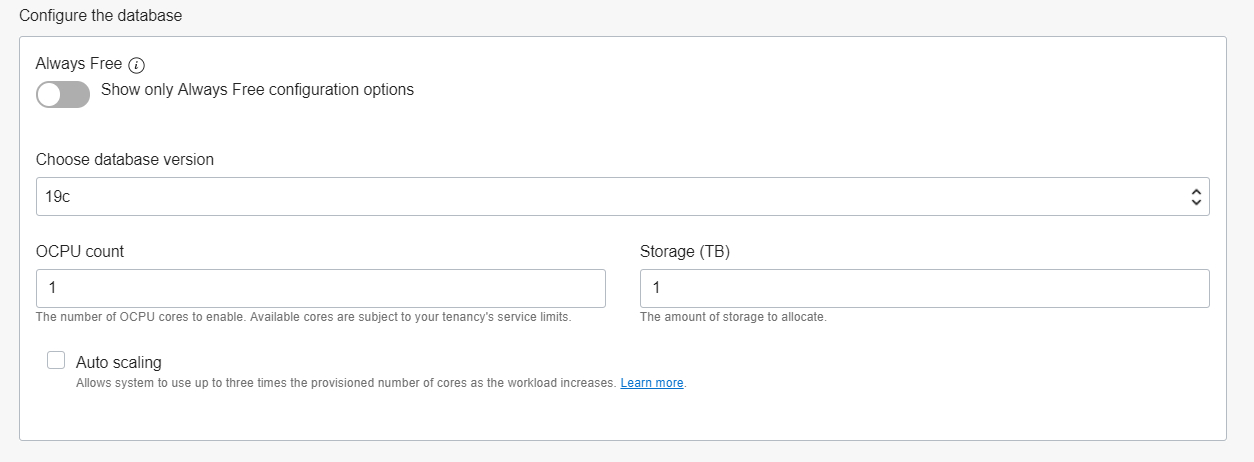 Configure the database
Always Free
Show only Always Free configuration options
Choose database version
19c
OCPU count
Storage (TB)
1
1
The number of OCPU cores to enable. Available cores are subject to your tenancy's service limits.
The amount of storage to allocate.
Auto scaling
Allows system to use up to three times the provisioned number of cores as the workload increases. Learn more.